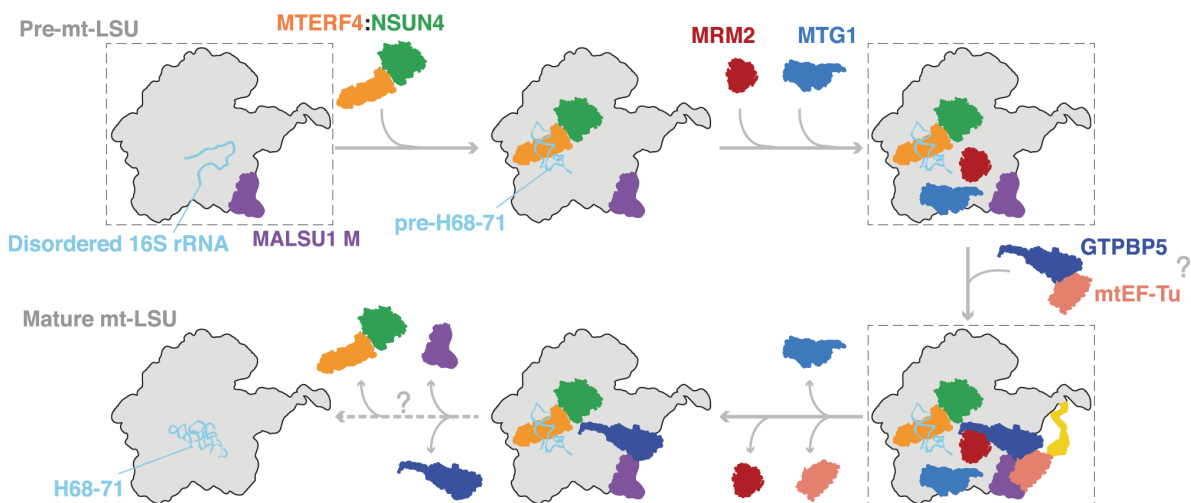 Pre-mt-LSU
MTERF4:NSUN4
MRM2
MTG1
Disordered 16S rRNA
MALSU1 M
pre-H68-71
GTPBP5
?
mtEF-Tu
Mature mt-LSU
?
H68-71